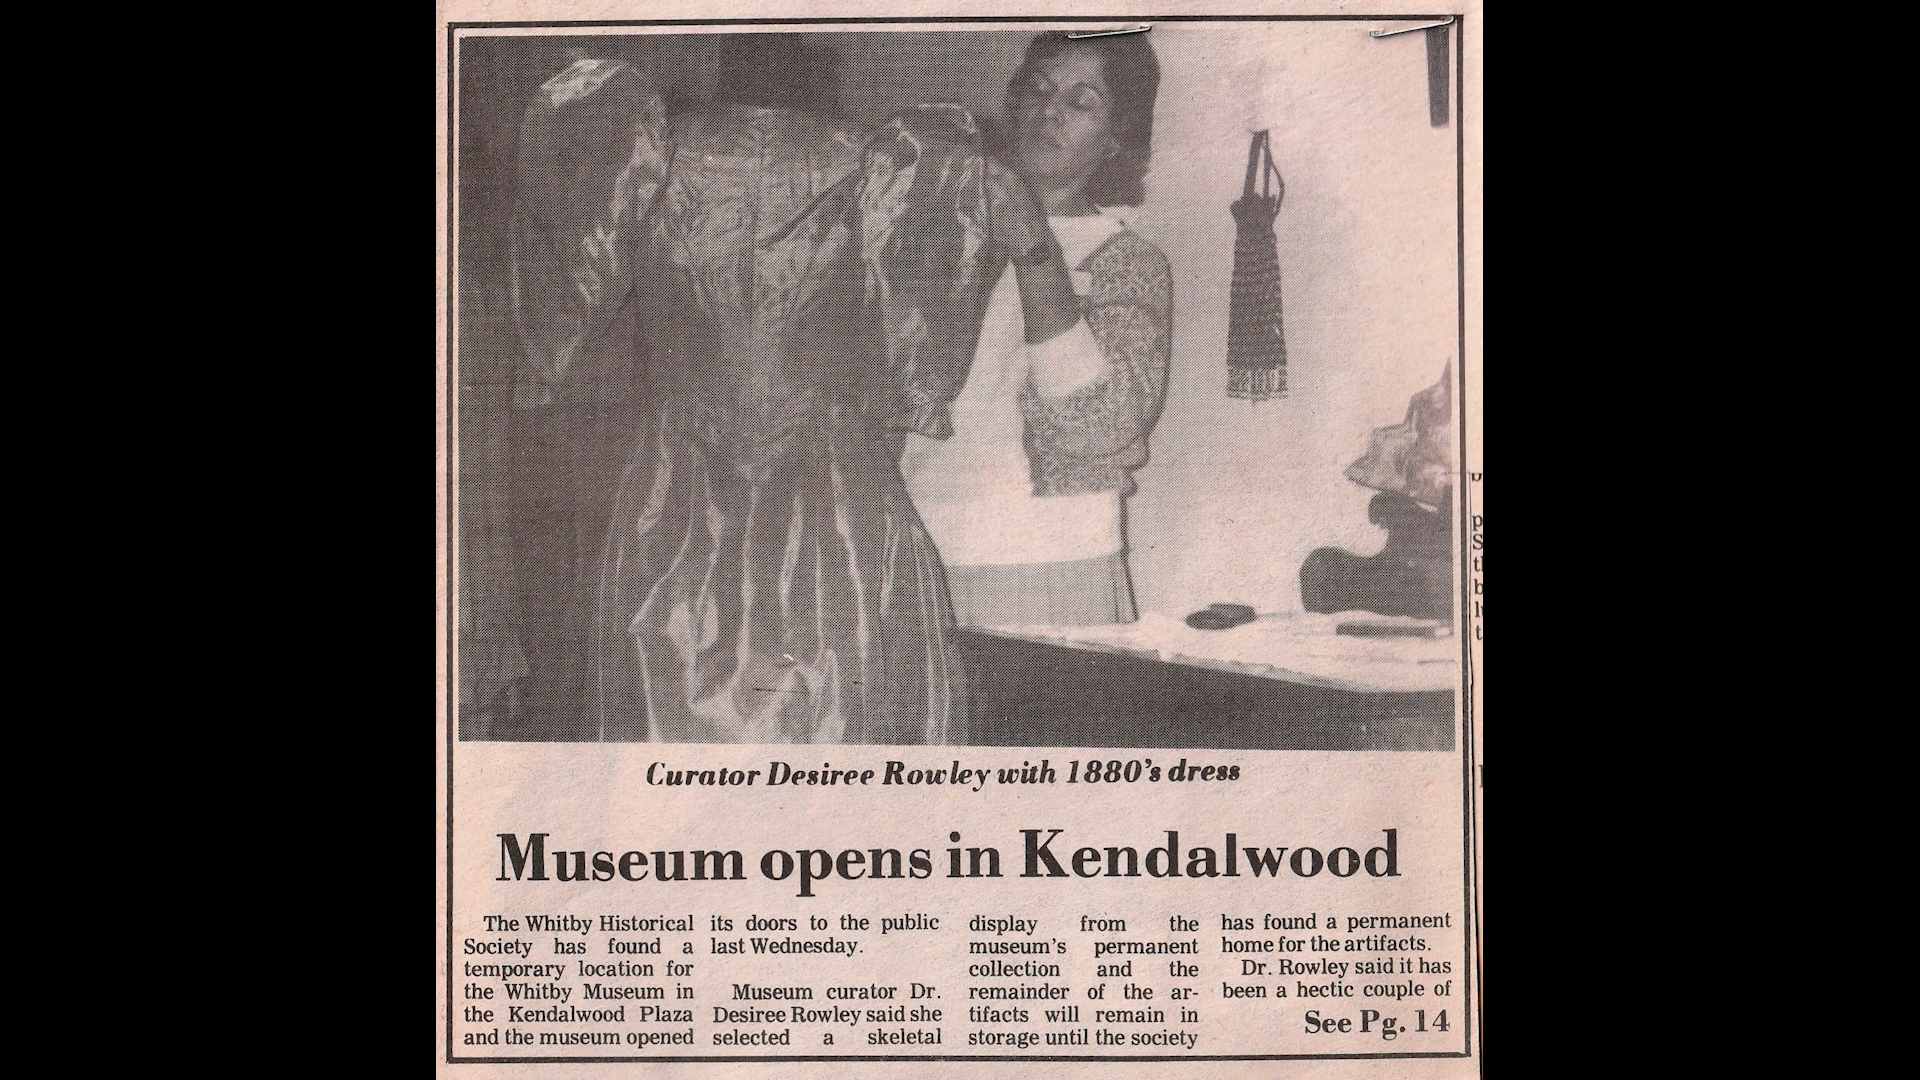 Curator Desiree Rowley with 1880's dress
Museum opens in Kendalwood
The Whitby Historical
Society has found a
temporary location for
the Whitby Museum in
the Kendalwood Plaza
and the museum opened
its doors to the public
last Wednesday.
Museum curator Dr.
Desiree Rowley said she
selected a skeletal
display from the
museum's permanent
collection and the
remainder of the ar-
tifacts will remain in
storage until the society
has found a permanent
home for the artifacts.
Dr. Rowley said it has
been a hectic couple of
See Pg. 14